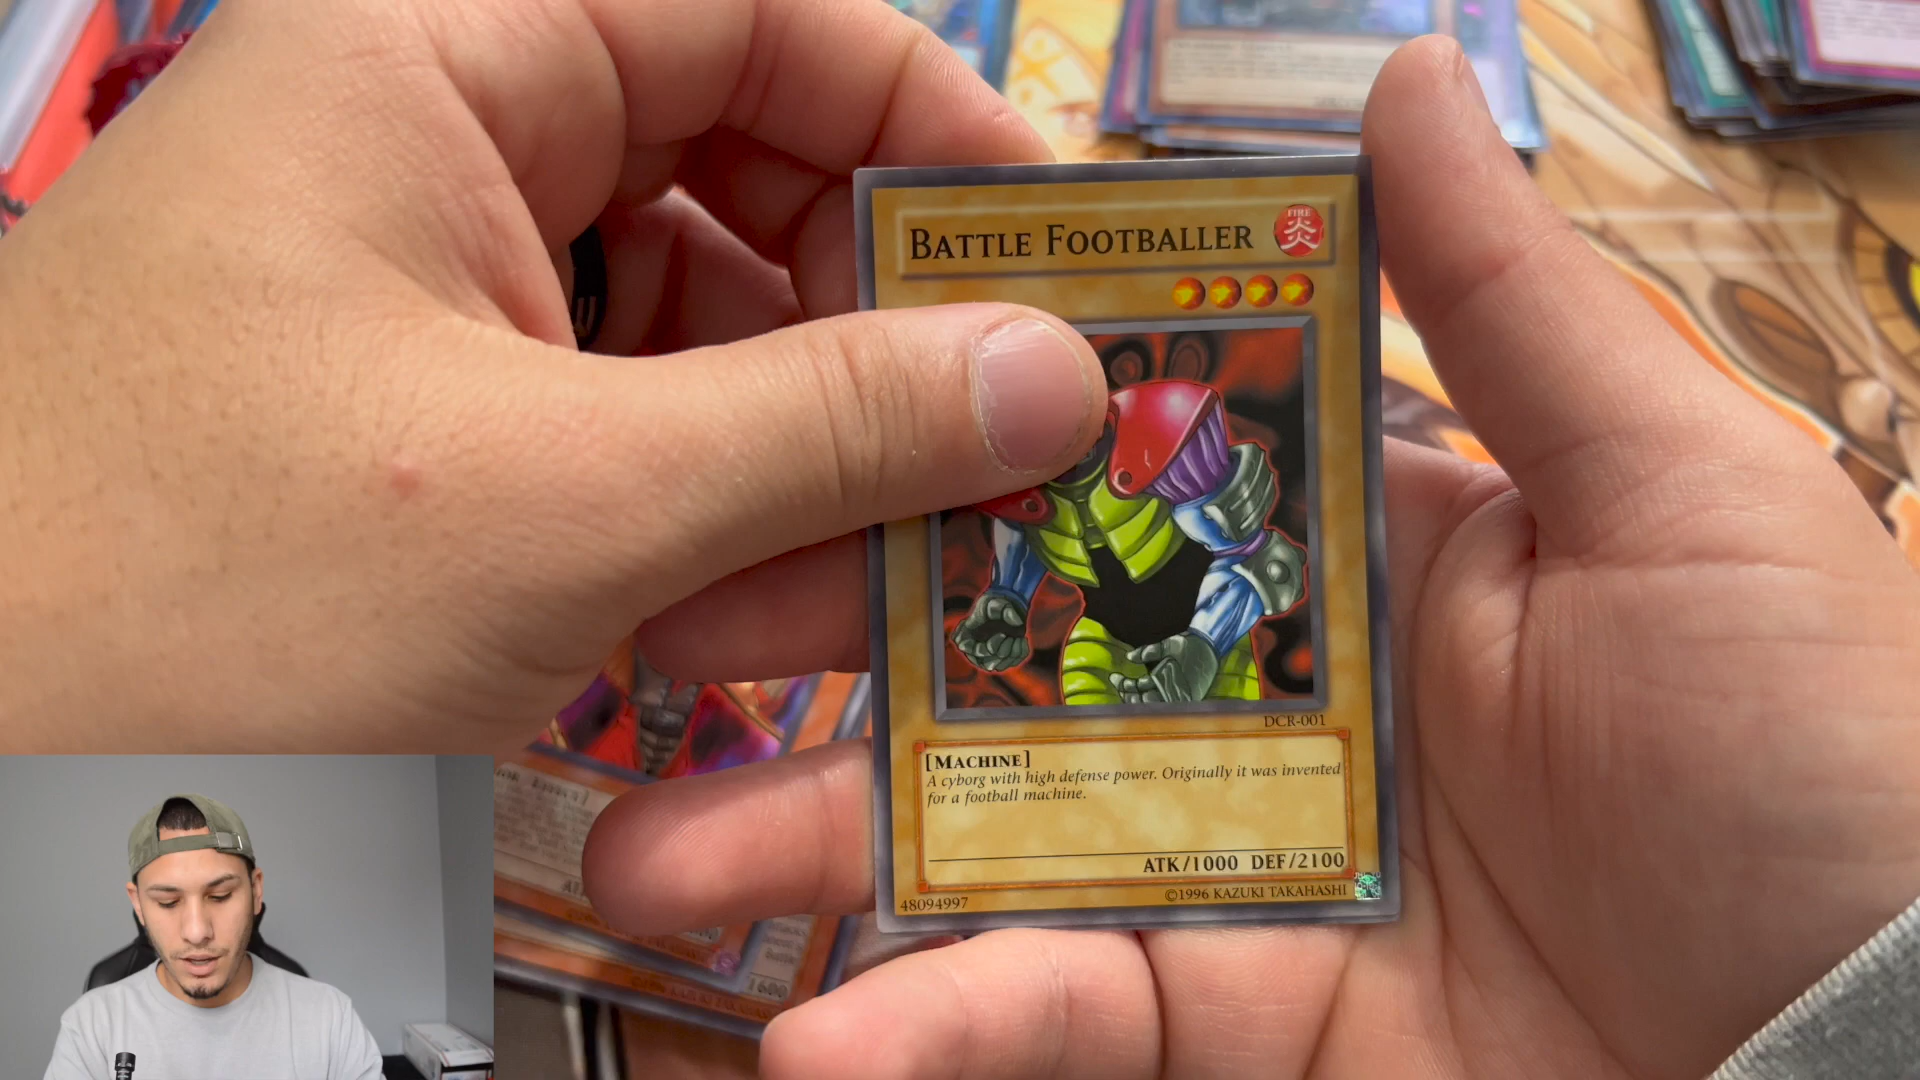 BATTLE FOOTBALLER
FIRE
炎
DCR-001
[MACHINE]
A cyborg with high defense power. Originally it was invented
for a football machine.
ATK/1000 DEF/2100
48094997
©1996 KAZUKI TAKAHASHI
1600